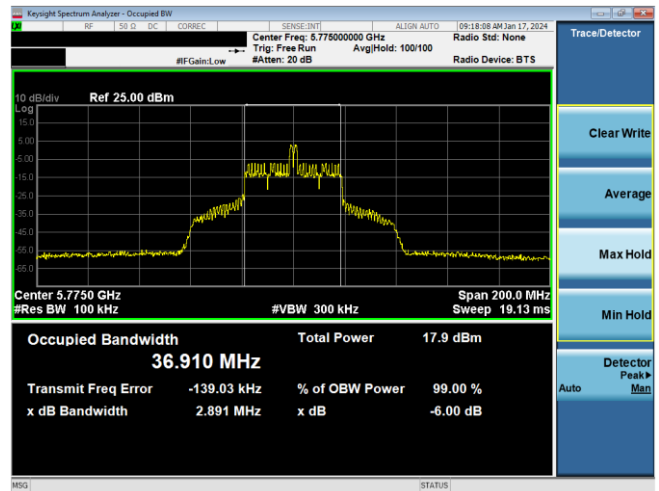 Keysight Spectrum Analyzer - Occupied BW
RF 50 Ω DC CORREC SENSE:INT ALIGN AUTO 09:18:08 AM Jan 17, 2024
Center Freq: 5.775000000 GHz Radio Std: None
Trig: Free Run Avg|Hold: 100/100
#IFGain:Low #Atten: 20 dB Radio Device: BTS
10 dB/div Ref 25.00 dBm
Log
15.0
5.00
-5.00
-15.0
-25.0
-35.0
-45.0
-55.0
-65.0
Center 5.7750 GHz Span 200.0 MHz
#Res BW 100 kHz #VBW 300 kHz Sweep 19.13 ms
Occupied Bandwidth Total Power 17.9 dBm
36.910 MHz
Transmit Freq Error -139.03 kHz % of OBW Power 99.00 %
x dB Bandwidth 2.891 MHz x dB -6.00 dB
Trace/Detector
Clear Write
Average
Max Hold
Min Hold
Detector
Peak▶
Auto Man
MSG STATUS